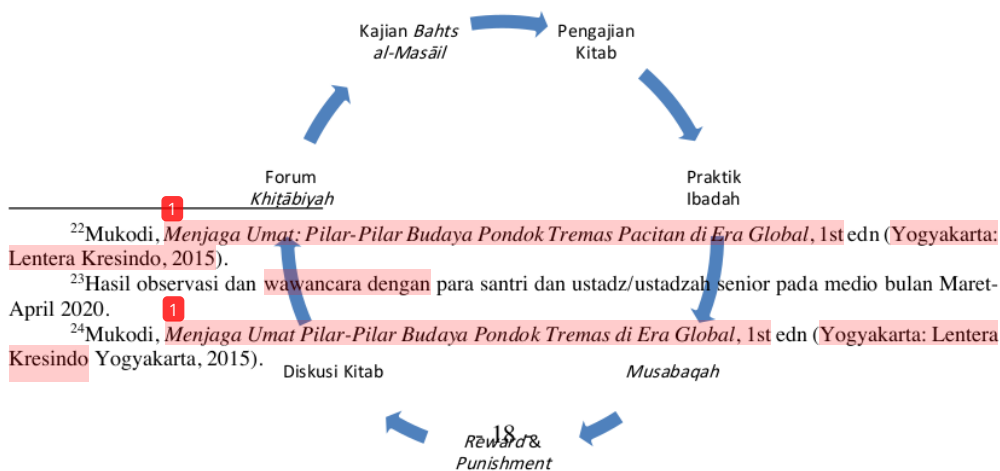 Kajian Bahts
al-Masāil
Pengajian
Kitab
Praktik
Ibadah
Forum
Khiṭābiyah
1
22Mukodi, Menjaga Umat: Pilar-Pilar Budaya Pondok Tremas Pacitan di Era Global, 1st edn (Yogyakarta:
Lentera Kresindo, 2015).
23Hasil observasi dan wawancara dengan para santri dan ustadz/ustadzah senior pada medio bulan Maret-
April 2020.
1
24Mukodi, Menjaga Umat Pilar-Pilar Budaya Pondok Tremas di Era Global, 1st edn (Yogyakarta: Lentera
Kresindo Yogyakarta, 2015).
Diskusi Kitab
Musabaqah
- 18 -
Reward &
Punishment